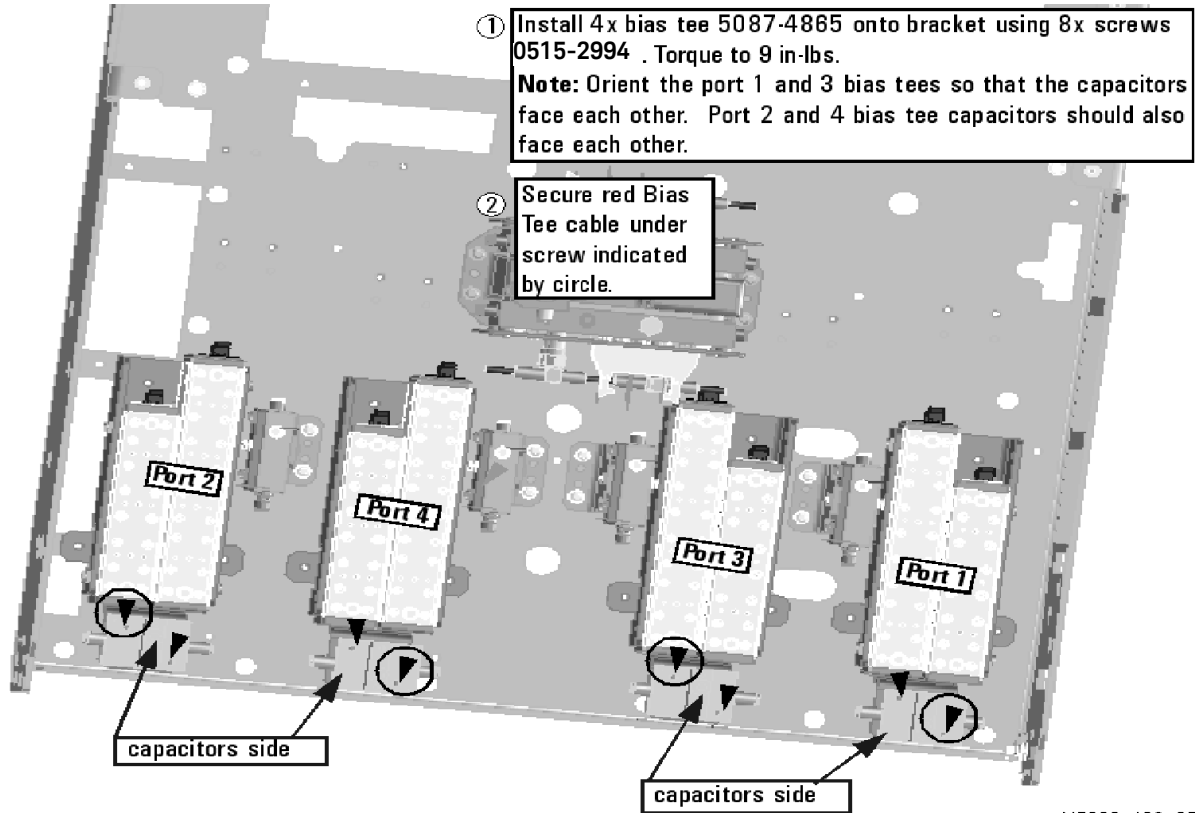 ① Install 4x bias tee 5087-4865 onto bracket using 8x screws
0515-2994 . Torque to 9 in-lbs.
Note: Orient the port 1 and 3 bias tees so that the capacitors
face each other. Port 2 and 4 bias tee capacitors should also
face each other.
② Secure red Bias
Tee cable under
screw indicated
by circle.
Port 2
Port 4
Port 3
Port 1
capacitors side
capacitors side